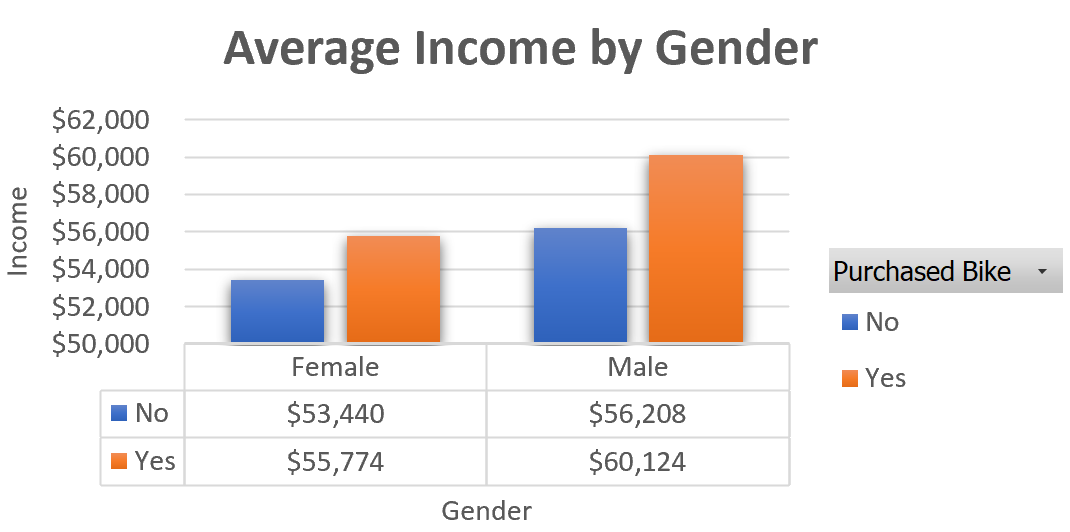 Average Income by Gender
$62,000
$60,000
$58,000
$56,000
$54,000
$52,000
$50,000
Income
Female Male
No $53,440 $56,208
Yes $55,774 $60,124
Gender
Purchased Bike
No
Yes